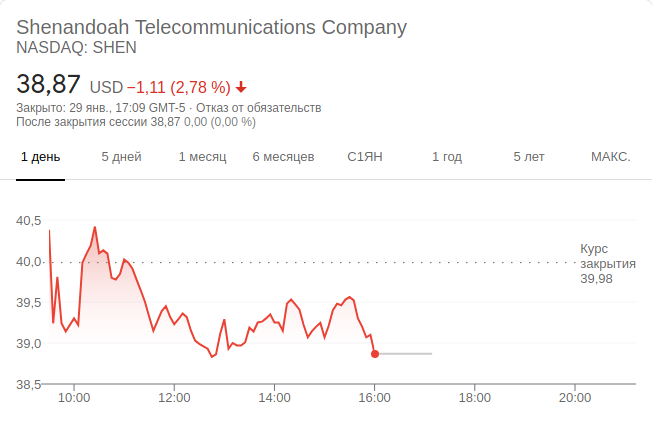 Shenandoah Telecommunications Company
NASDAQ: SHEN
38,87 USD −1,11 (2,78 %)
Закрыто: 29 янв., 17:09 GMT-5 · Отказ от обязательств
После закрытия сессии 38,87 0,00 (0,00 %)
1 день 5 дней 1 месяц 6 месяцев С1ЯН 1 год 5 лет МАКС.
40,5
40,0
39,5
39,0
38,5
Курс
закрытия
39,98
10:00 12:00 14:00 16:00 18:00 20:00